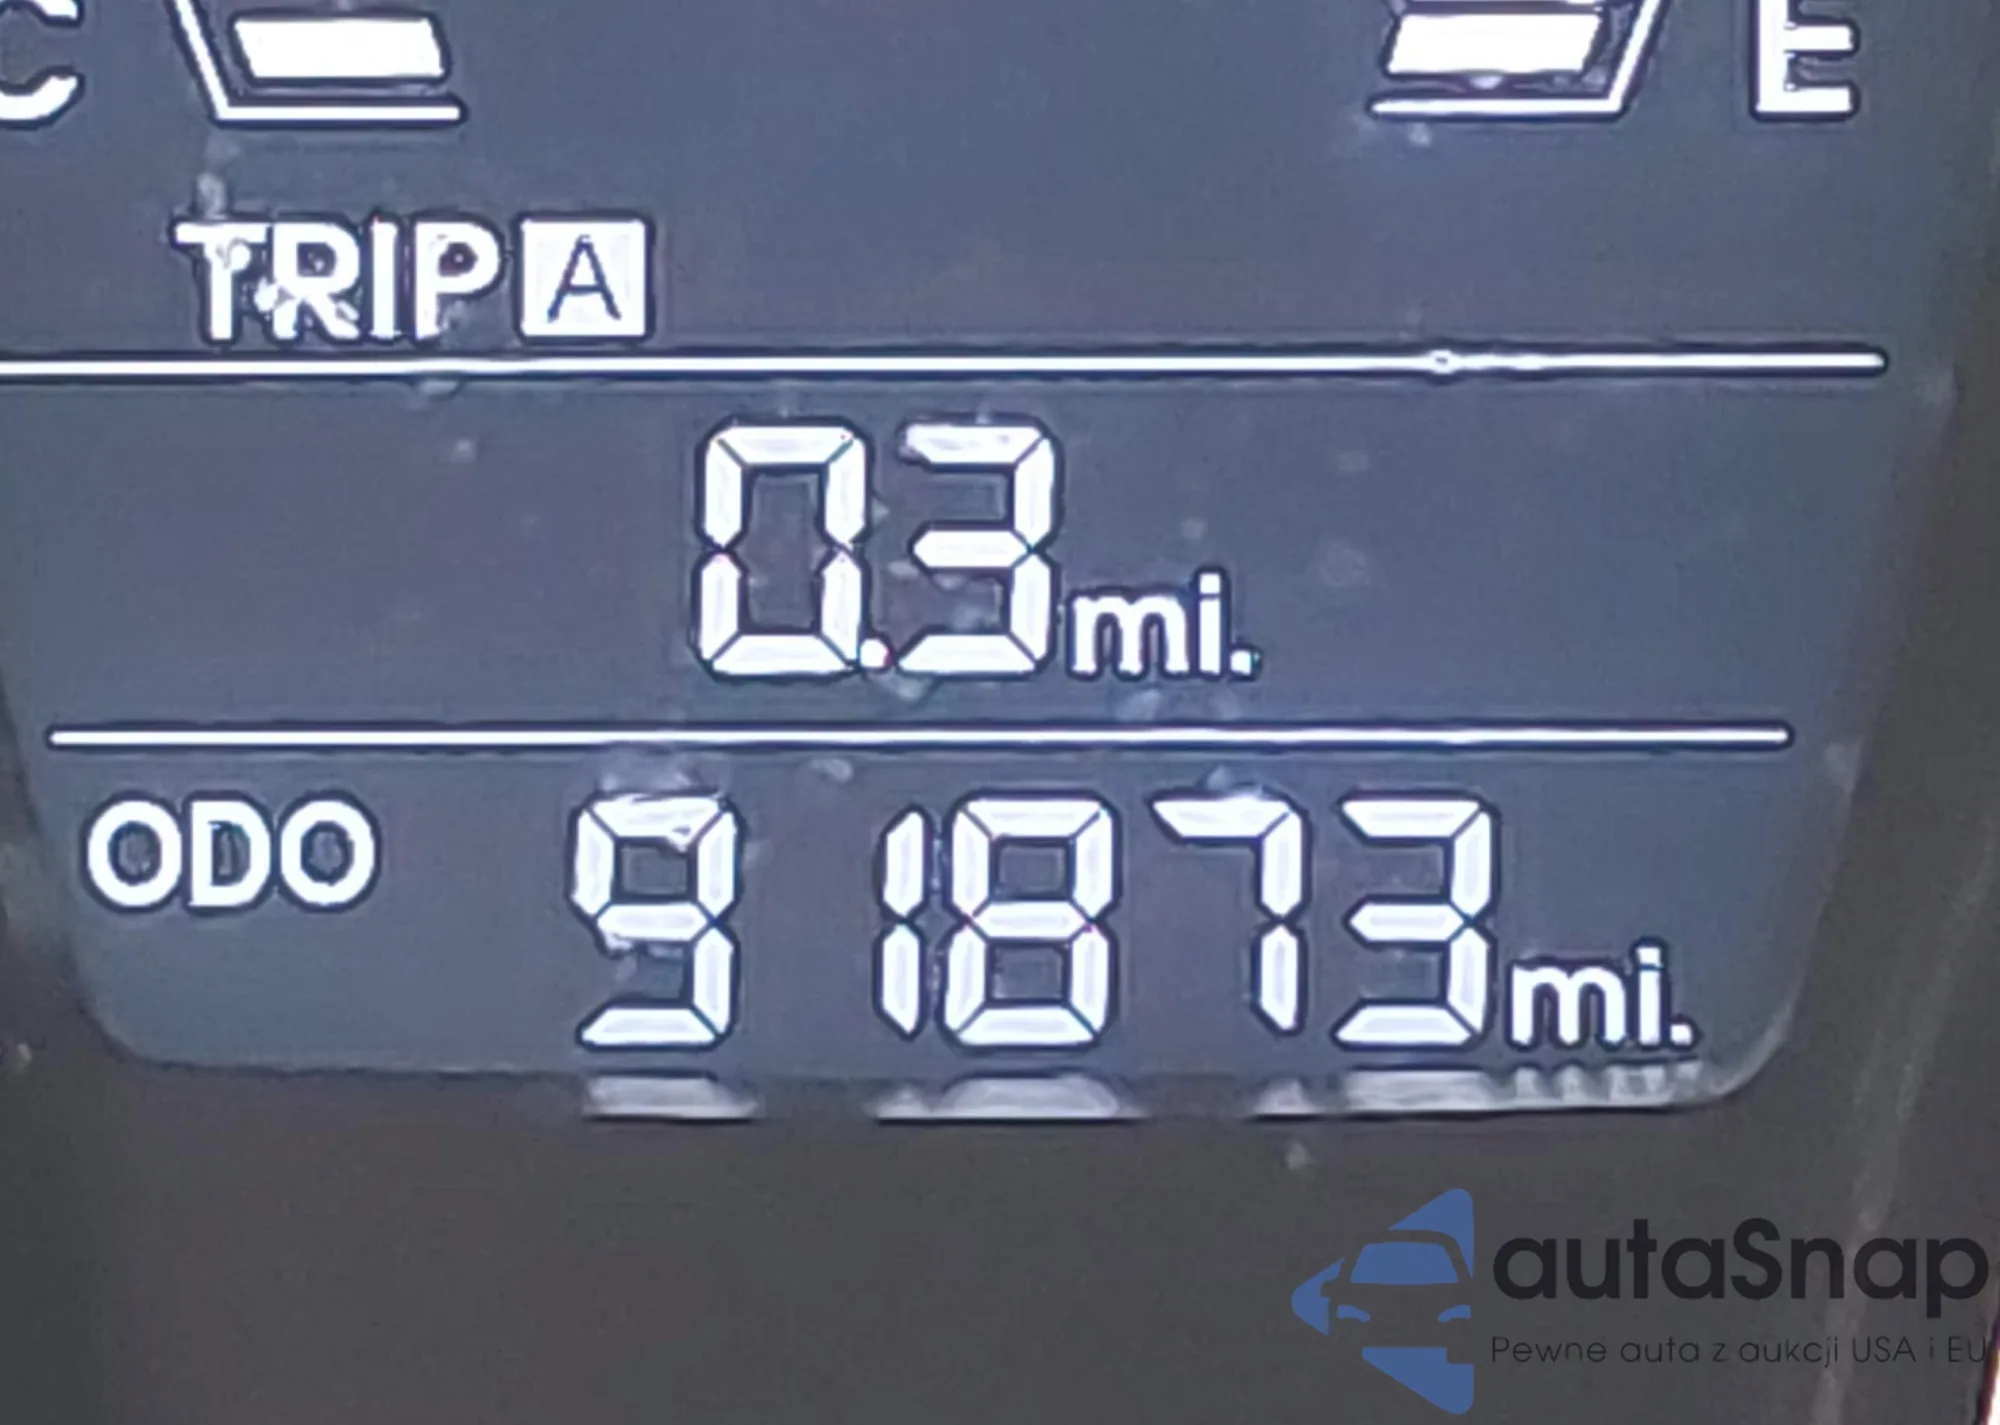 C E
TRIP A
0.3 mi.
ODO 91873 mi.
autaSnap
Pewne auta z aukcji USA i EU